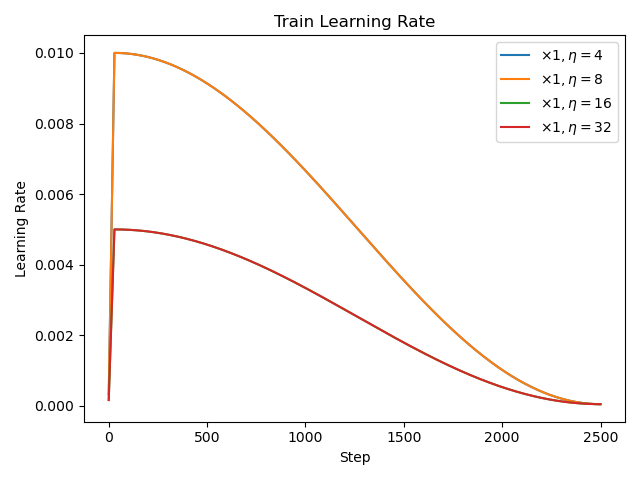 Train Learning Rate
×1, η = 4
×1, η = 8
×1, η = 16
×1, η = 32
Learning Rate
0.010
0.008
0.006
0.004
0.002
0.000
0 500 1000 1500 2000 2500
Step